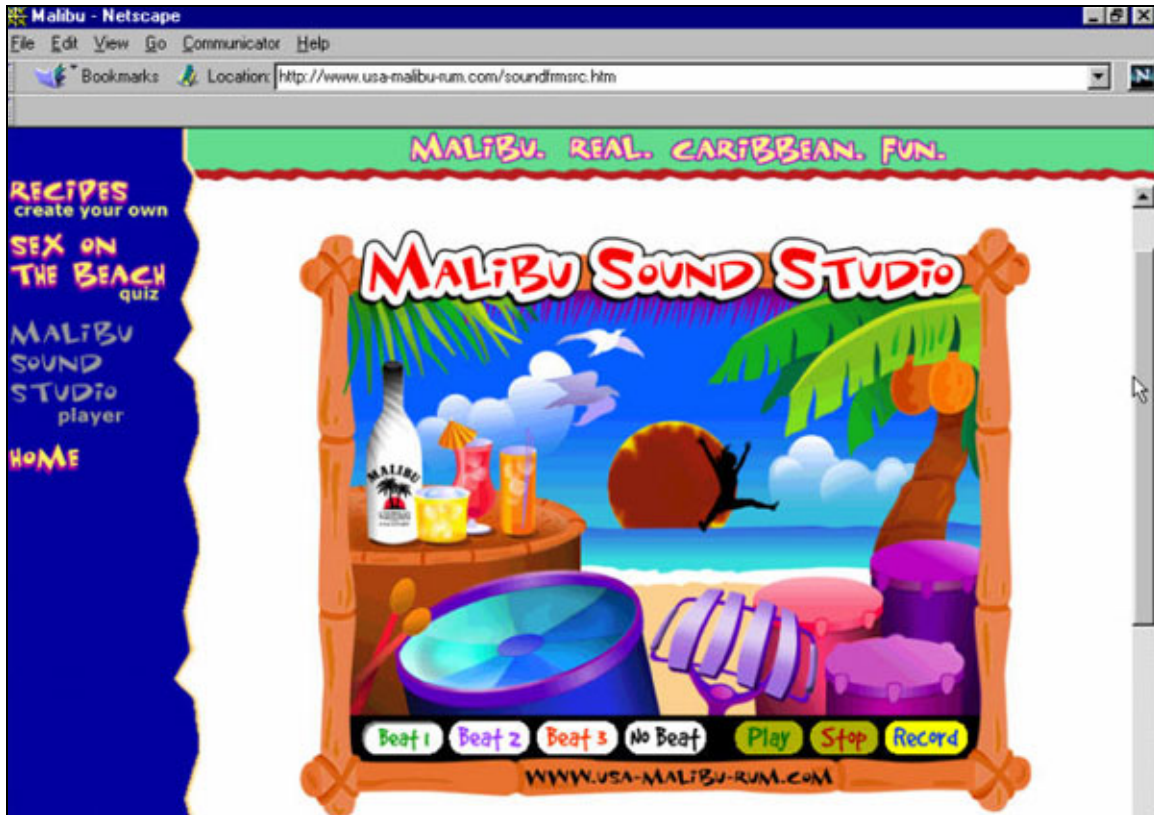 Malibu - Netscape
File Edit View Go Communicator Help
Bookmarks Location: http://www.usa-malibu-rum.com/soundfrmsrc.htm
N
MALIBU. REAL. CARIBBEAN. FUN.
RECIPES
create your own
SEX ON
THE BEACH
quiz
MALIBU
SOUND
STUDIO
player
HOME
MALIBU SOUND STUDIO
MALIBU
Beat 1 Beat 2 Beat 3 No Beat Play Stop Record
WWW.USA-MALIBU-RUM.COM